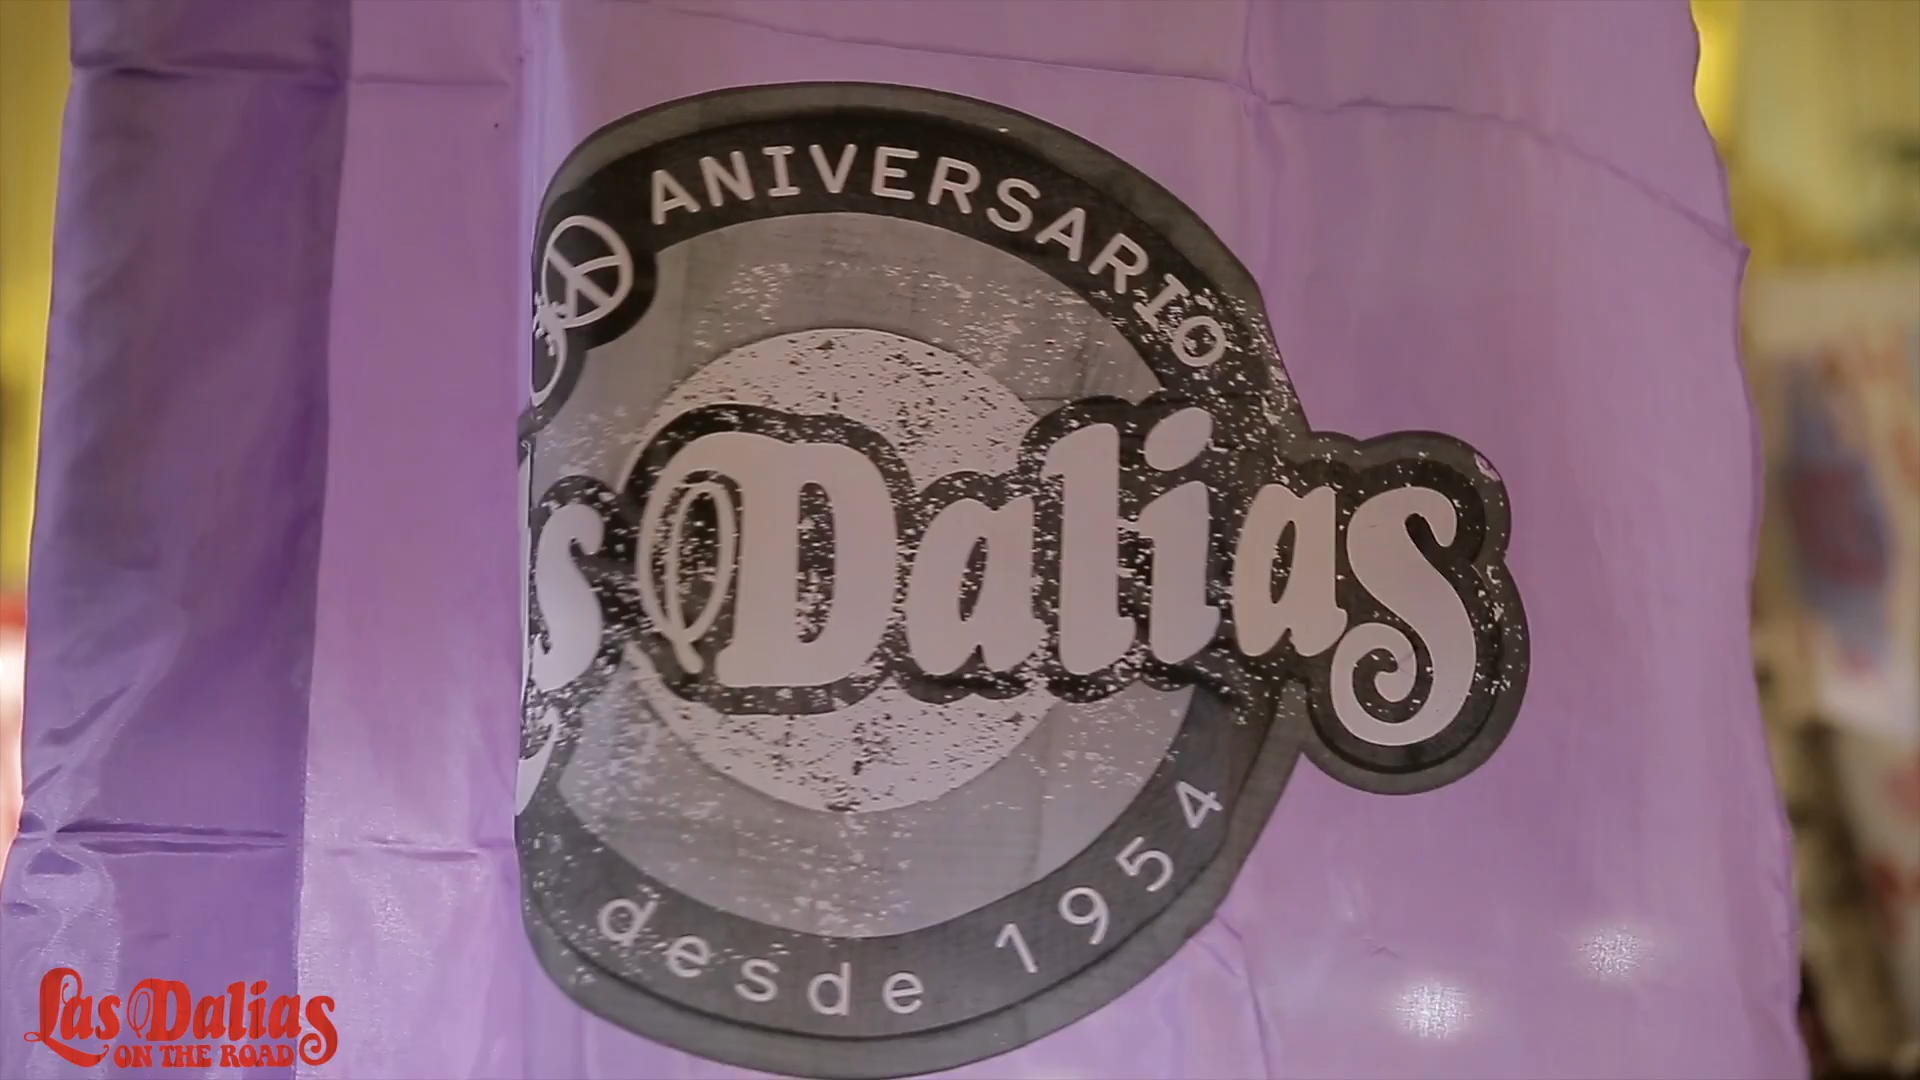 ANIVERSARIO
s Dalias
desde 1954
Las Dalias
ON THE ROAD